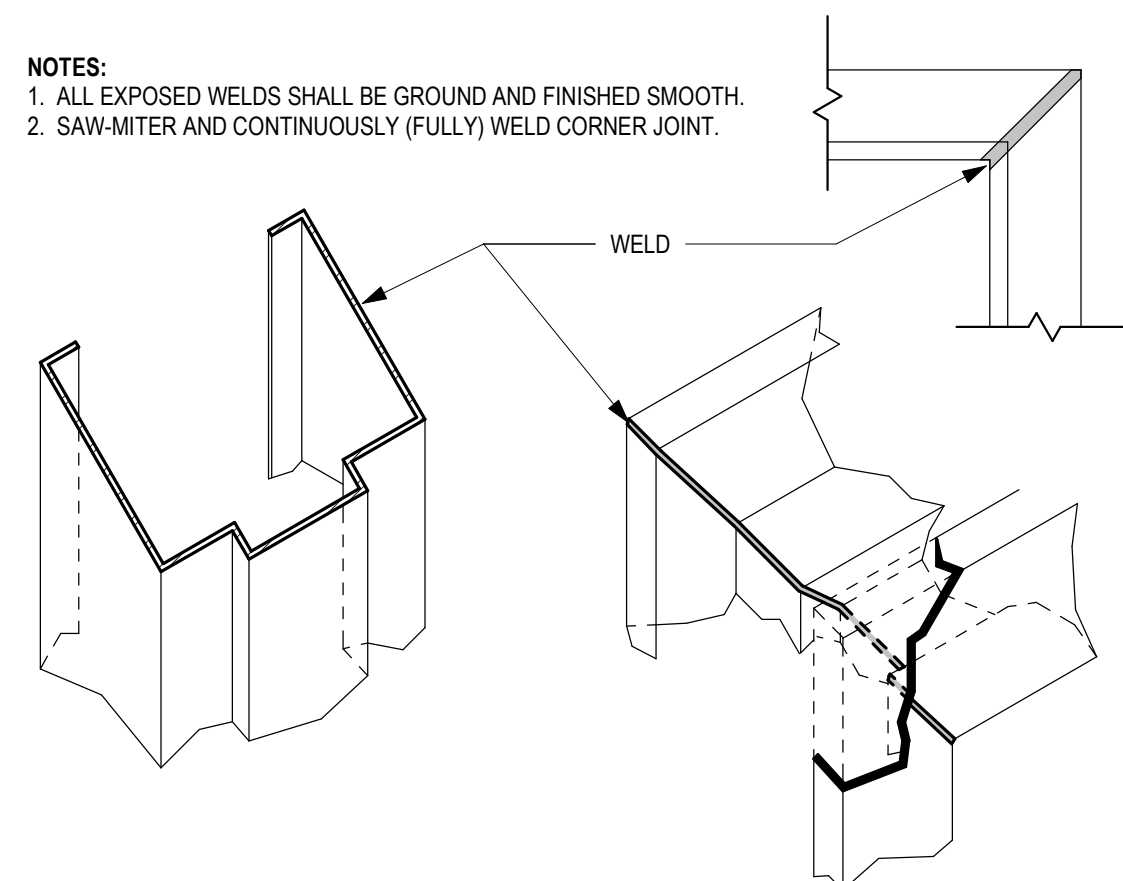 NOTES:
1. ALL EXPOSED WELDS SHALL BE GROUND AND FINISHED SMOOTH.
2. SAW-MITER AND CONTINUOUSLY (FULLY) WELD CORNER JOINT.
WELD